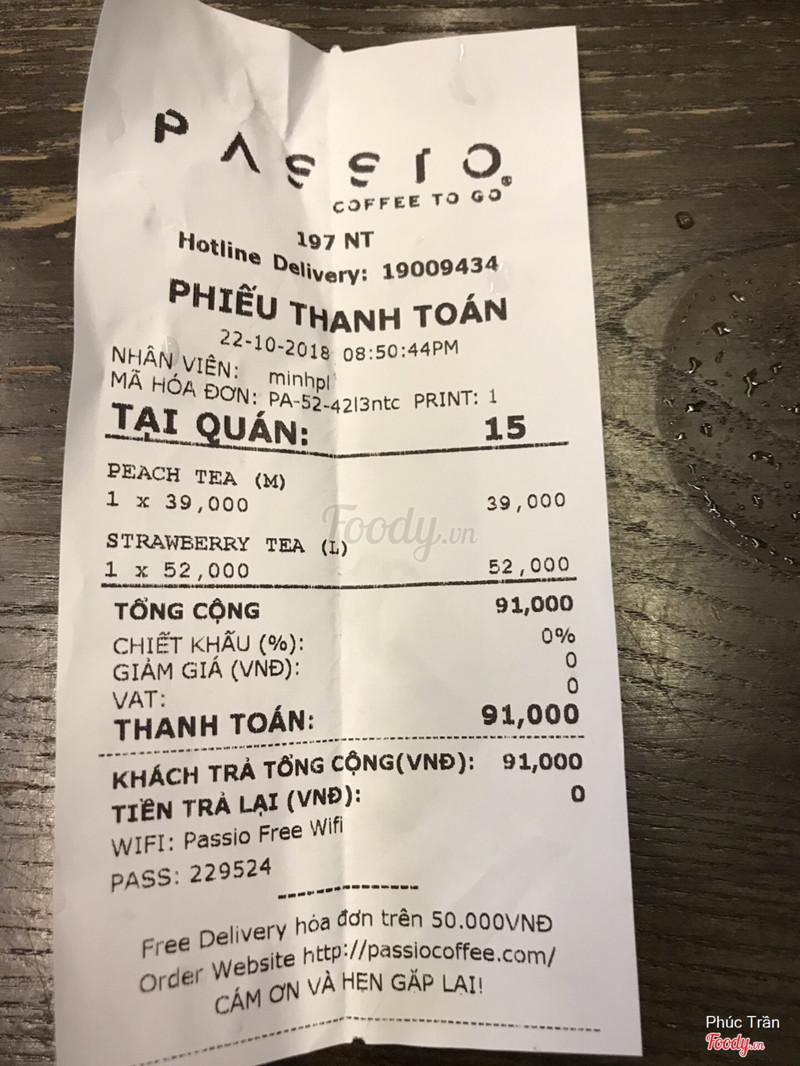 PASSIO
COFFEE TO GO
197 NT
Hotline Delivery: 19009434
PHIẾU THANH TOÁN
22-10-2018 08:50:44PM
NHÂN VIÊN: minhpl
MÃ HÓA ĐƠN: PA-52-42l3ntc PRINT: 1
TẠI QUÁN: 15
PEACH TEA (M)
1 x 39,000 39,000
STRAWBERRY TEA (L)
1 x 52,000 52,000
TỔNG CỘNG 91,000
CHIẾT KHẤU (%): 0%
GIẢM GIÁ (VNĐ): 0
VAT: 0
THANH TOÁN: 91,000
KHÁCH TRẢ TỔNG CỘNG(VNĐ): 91,000
TIỀN TRẢ LẠI (VNĐ): 0
WIFI: Passio Free Wifi
PASS: 229524
Free Delivery hóa đơn trên 50.000VNĐ
Order Website http://passiocoffee.com/
CÁM ƠN VÀ HẸN GẶP LẠI!
Foody.vn
Phúc Trần
Foody.vn